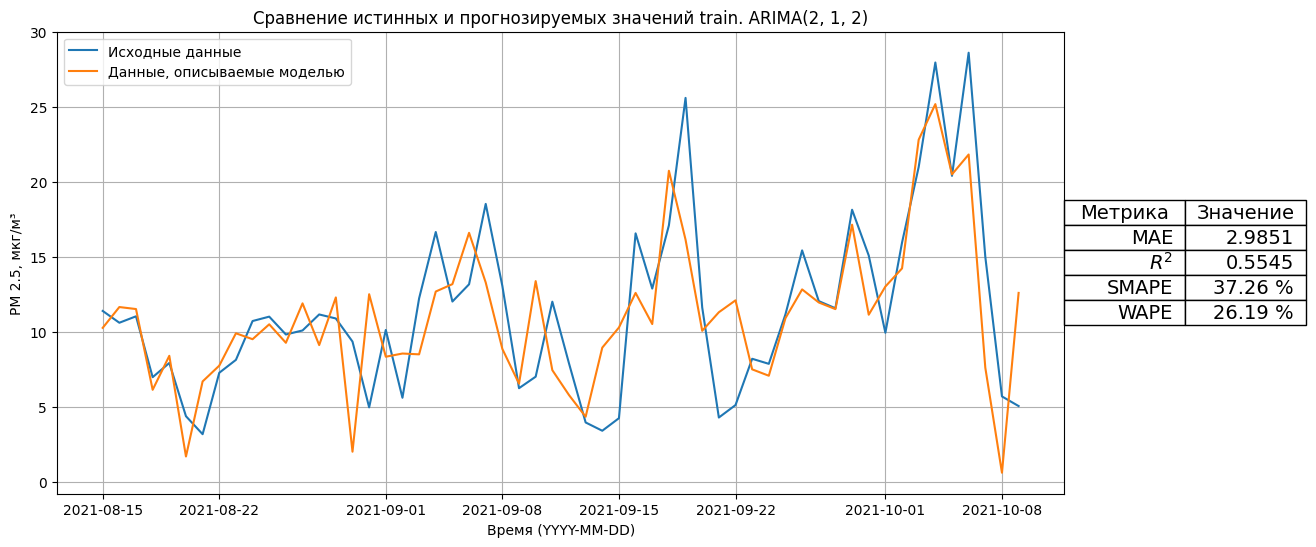 Сравнение истинных и прогнозируемых значений train. ARIMA(2, 1, 2)
Исходные данные
Данные, описываемые моделью
PM 2.5, мкг/м³
30
25
20
15
10
5
0
2021-08-15 2021-08-22 2021-09-01 2021-09-08 2021-09-15 2021-09-22 2021-10-01 2021-10-08
Время (YYYY-MM-DD)
Метрика Значение
MAE 2.9851
R² 0.5545
SMAPE 37.26 %
WAPE 26.19 %